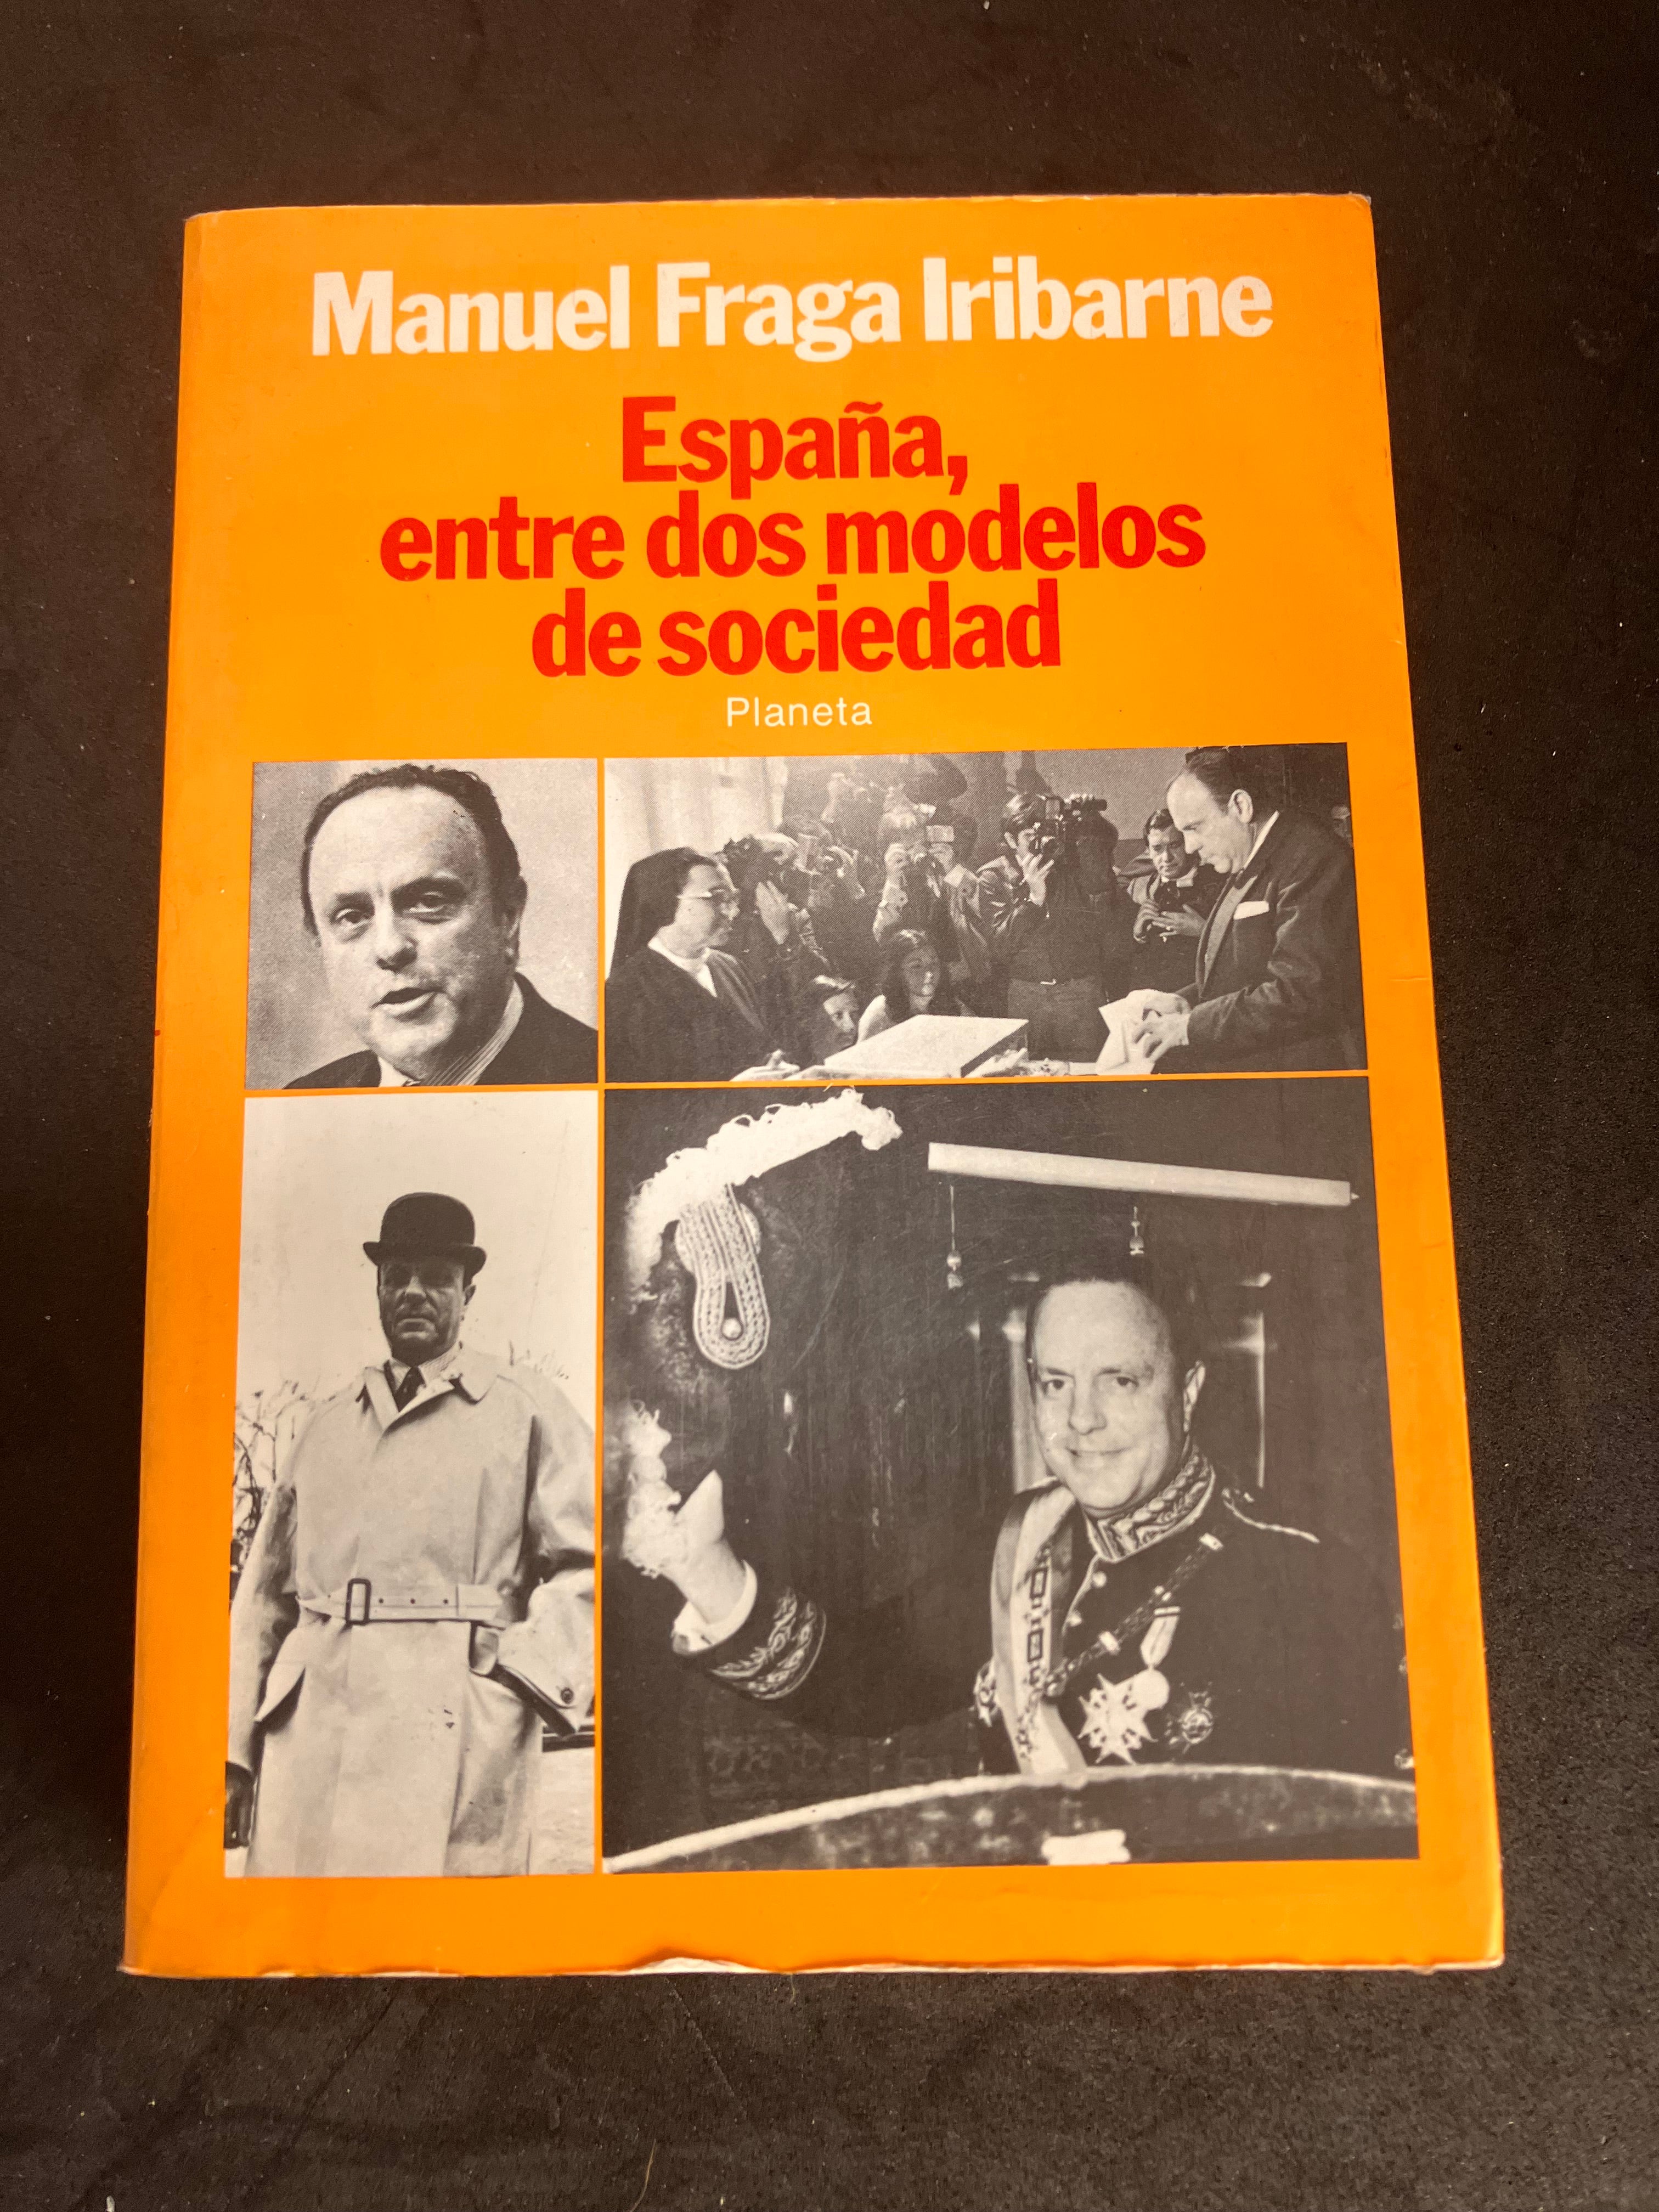 Manuel Fraga Iribarne
España,
entre dos modelos
de sociedad
Planeta